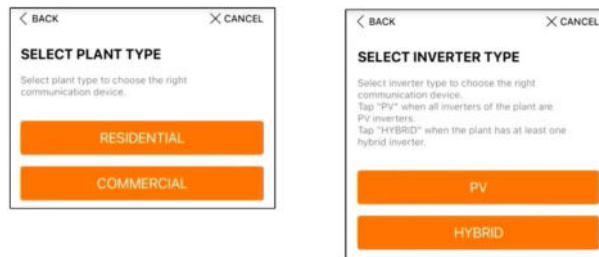 < BACK
× CANCEL
SELECT PLANT TYPE
Select plant type to choose the right
communication device.
RESIDENTIAL
COMMERCIAL
< BACK
× CANCEL
SELECT INVERTER TYPE
Select inverter type to choose the right
communication device.
Tap "PV" when all inverters of the plant are
PV inverters.
Tap "HYBRID" when the plant has at least one
hybrid inverter.
PV
HYBRID